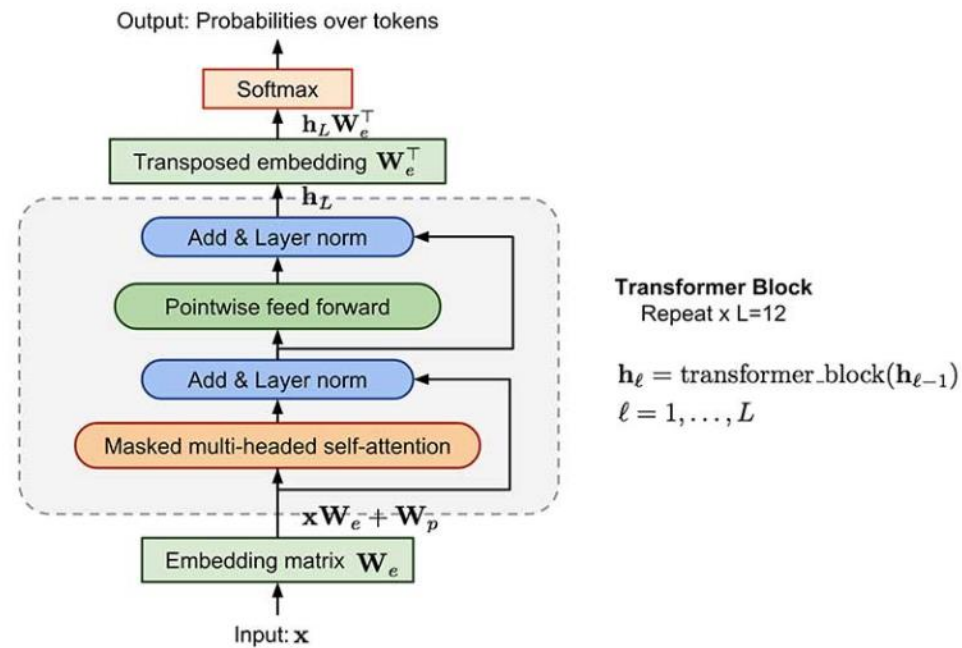 Output: Probabilities over tokens
Softmax
h_L W_e^⊤
Transposed embedding W_e^⊤
h_L
Add & Layer norm
Pointwise feed forward
Add & Layer norm
Masked multi-headed self-attention
xW_e + W_p
Embedding matrix W_e
Input: x
Transformer Block
Repeat x L=12
h_ℓ = transformer_block(h_{ℓ−1})
ℓ = 1, . . . , L